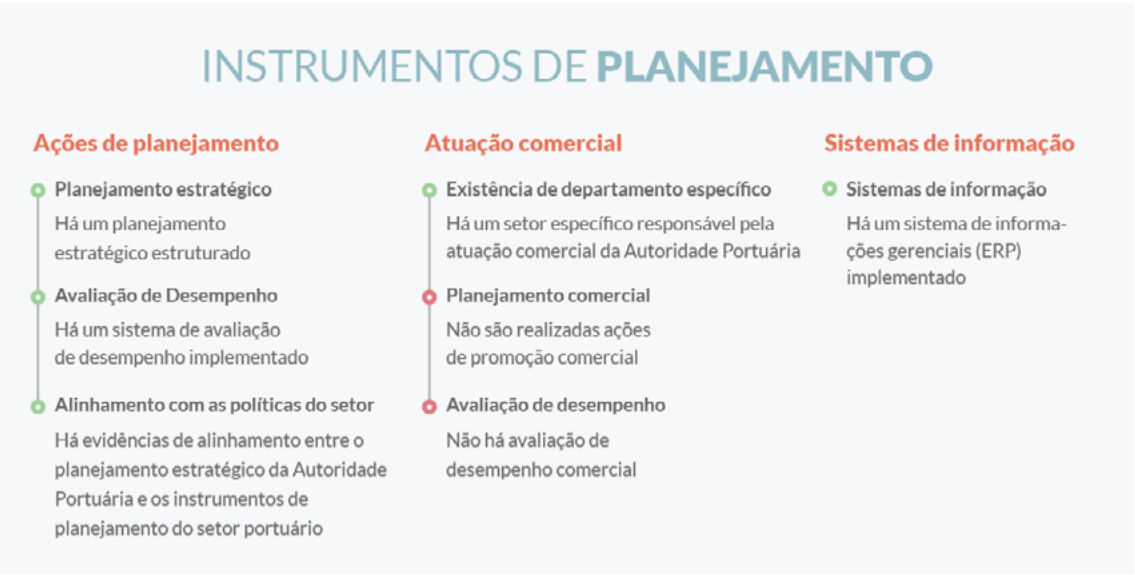 INSTRUMENTOS DE PLANEJAMENTO
Ações de planejamento
Planejamento estratégico
Há um planejamento
estratégico estruturado
Avaliação de Desempenho
Há um sistema de avaliação
de desempenho implementado
Alinhamento com as políticas do setor
Há evidências de alinhamento entre o
planejamento estratégico da Autoridade
Portuária e os instrumentos de
planejamento do setor portuário
Atuação comercial
Existência de departamento específico
Há um setor específico responsável pela
atuação comercial da Autoridade Portuária
Planejamento comercial
Não são realizadas ações
de promoção comercial
Avaliação de desempenho
Não há avaliação de
desempenho comercial
Sistemas de informação
Sistemas de informação
Há um sistema de informa-
ções gerenciais (ERP)
implementado